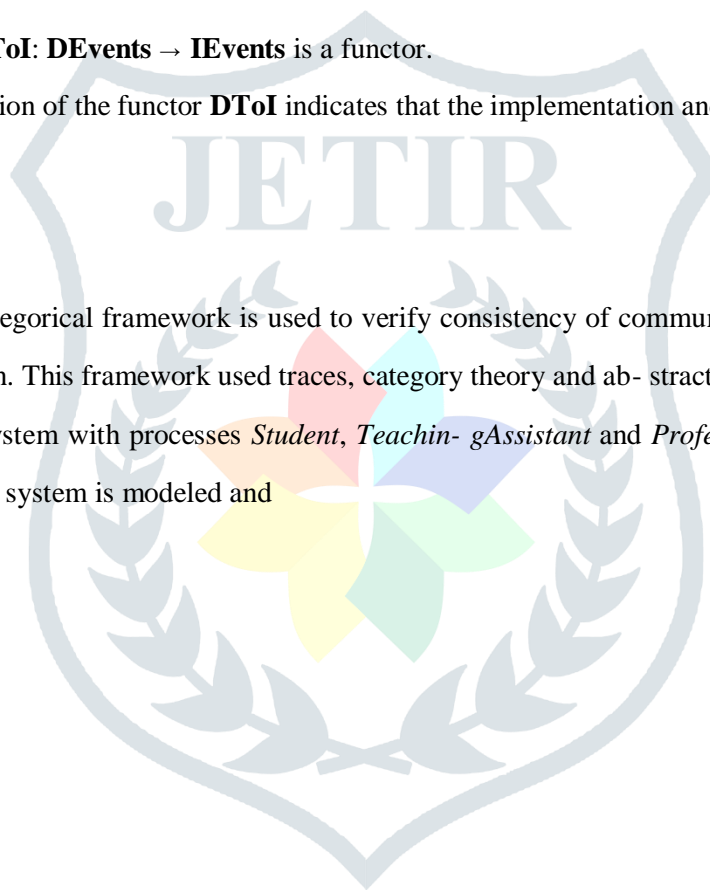 ToI: DEvents → IEvents is a functor.
tion of the functor DToI indicates that the implementation and
JETIR
egorical framework is used to verify consistency of commun
n. This framework used traces, category theory and ab- stract
ystem with processes Student, Teachin- gAssistant and Profe
system is modeled and